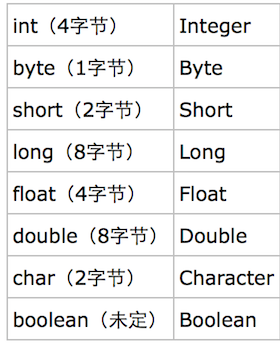 int（4字节） Integer
byte（1字节） Byte
short（2字节） Short
long（8字节） Long
float（4字节） Float
double（8字节） Double
char（2字节） Character
boolean（未定） Boolean